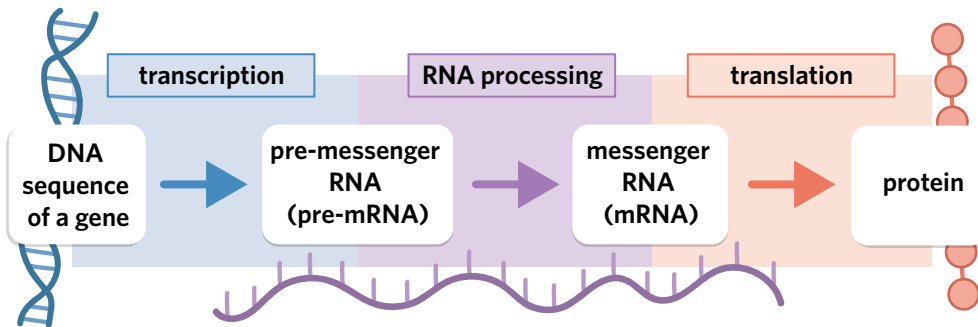 transcription
RNA processing
translation
DNA
sequence
of a gene
pre-messenger
RNA
(pre-mRNA)
messenger
RNA
(mRNA)
protein